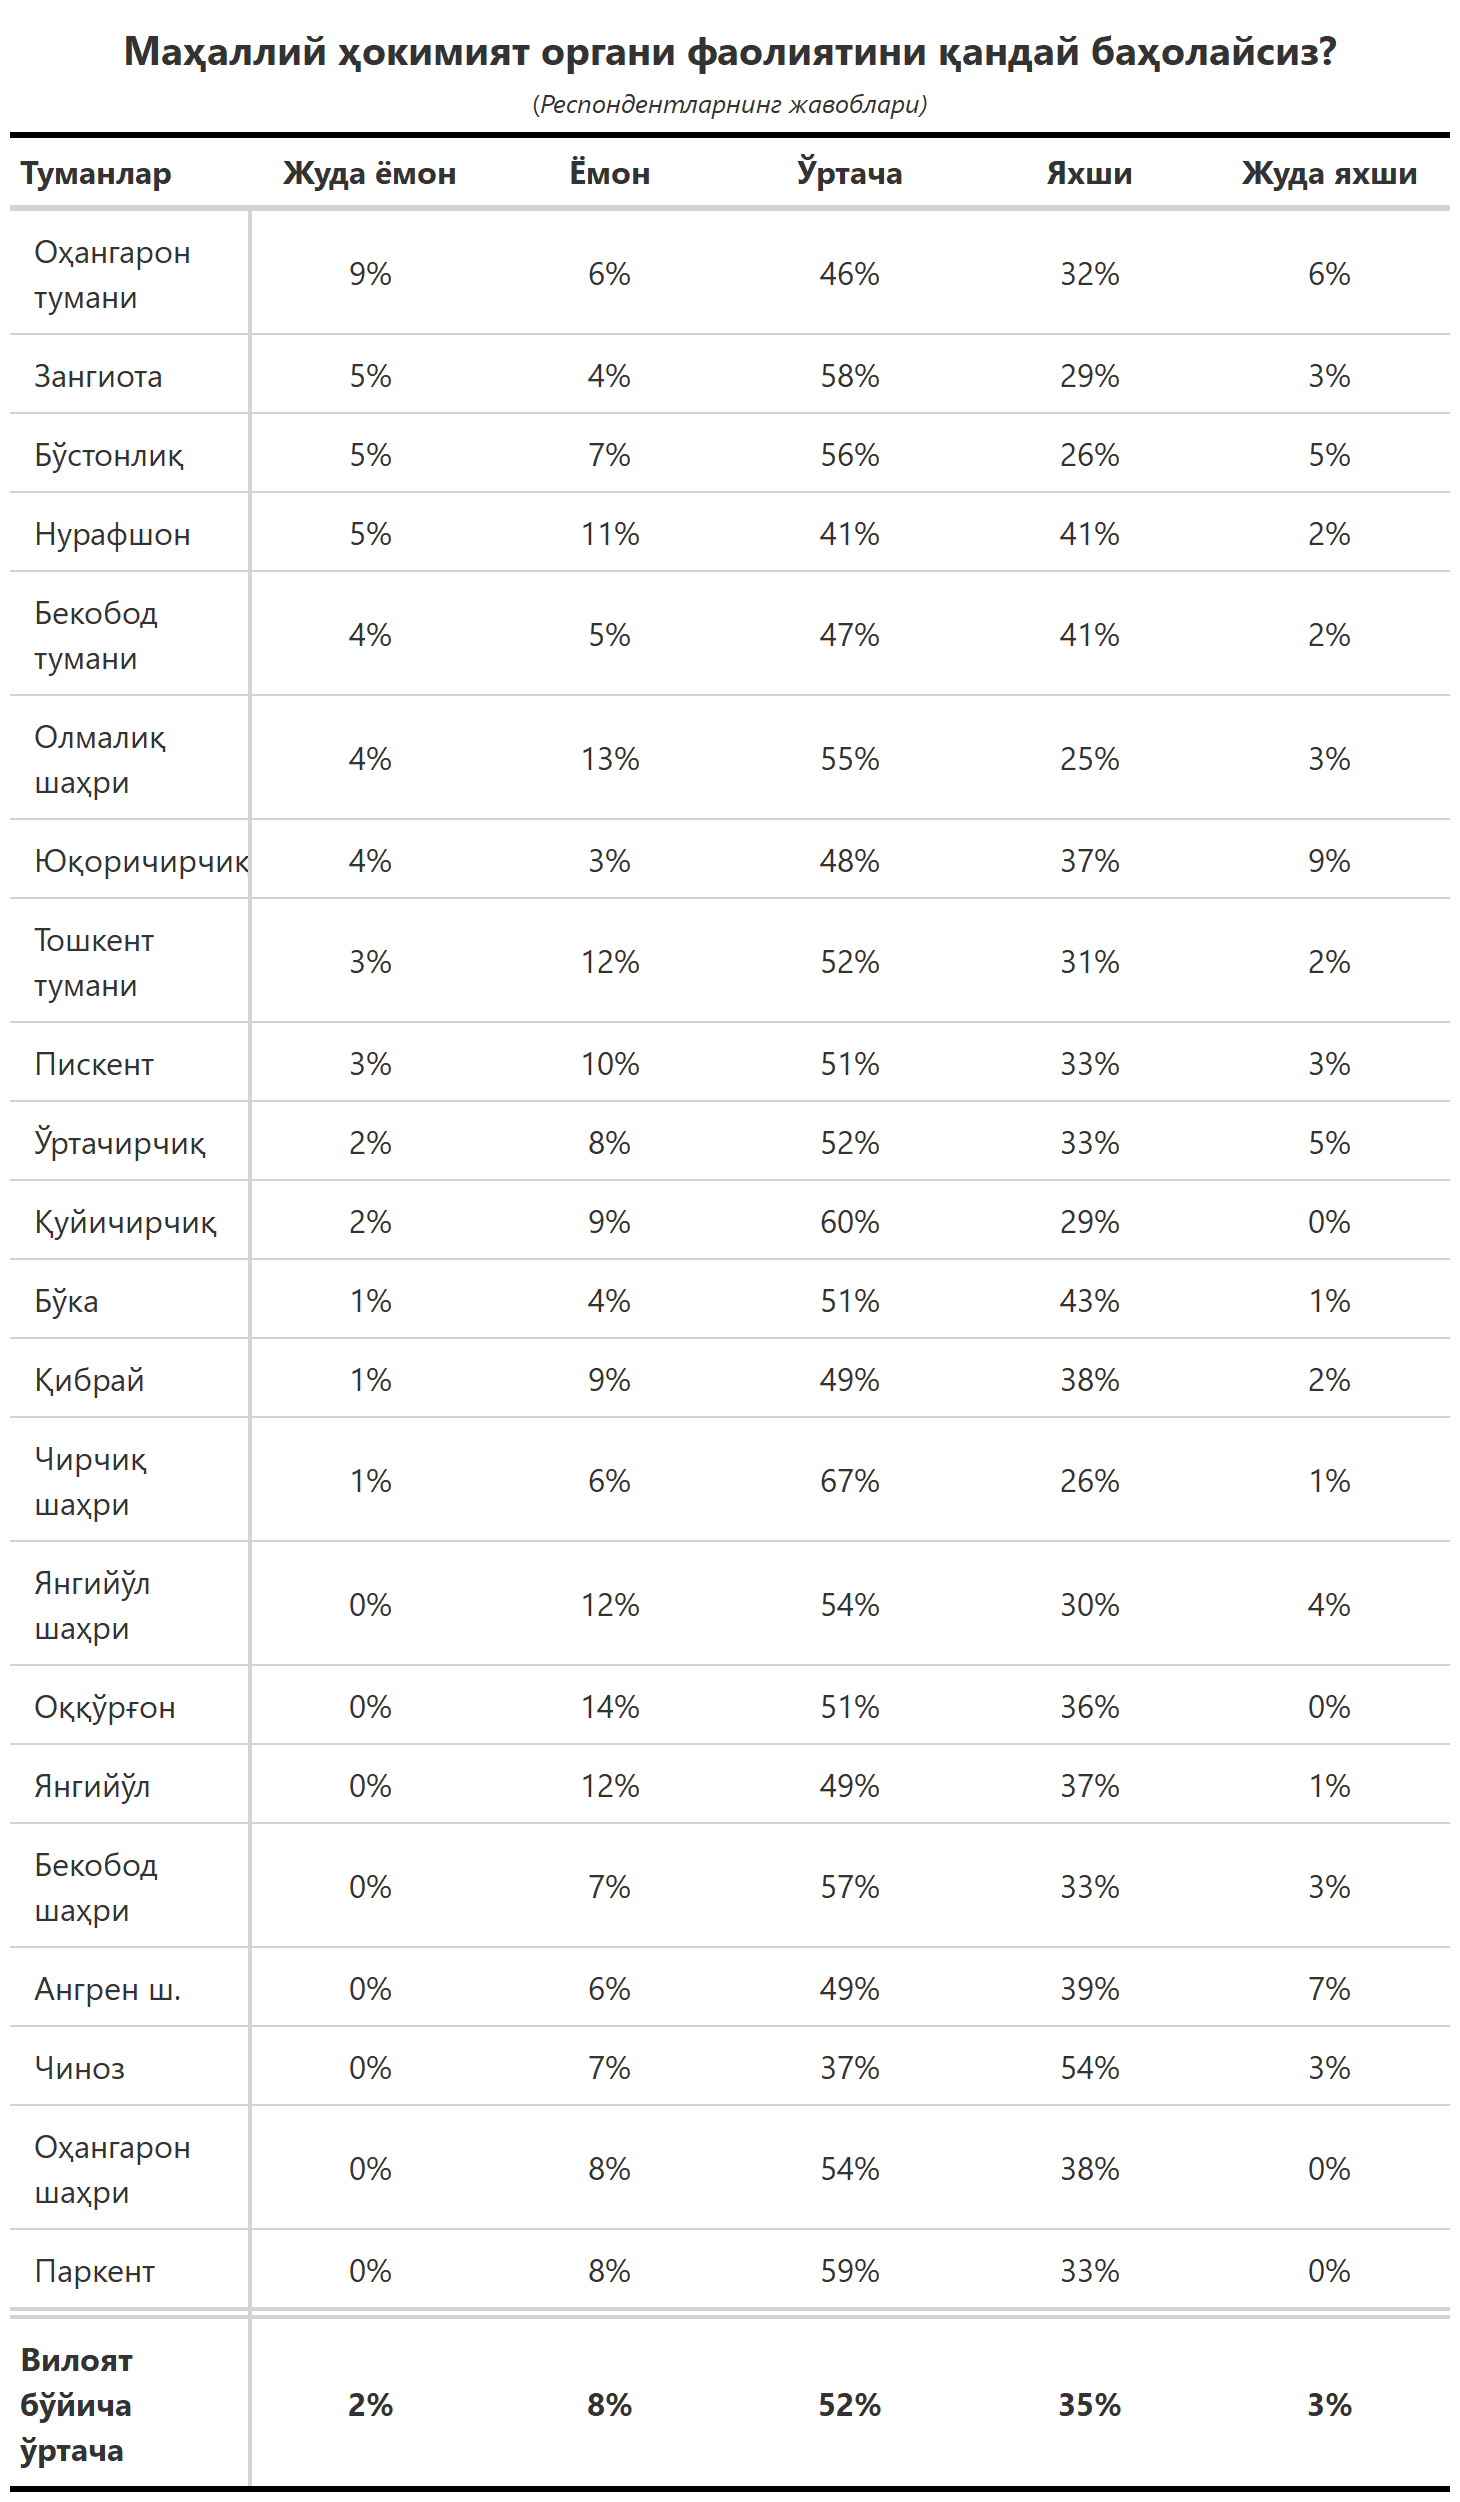 Маҳаллий ҳокимият органи фаолиятини қандай баҳолайсиз?
(Респондентларнинг жавоблари)
Туманлар Жуда ёмон Ёмон Ўртача Яхши Жуда яхши
Оҳангарон
тумани 9% 6% 46% 32% 6%
Зангиота 5% 4% 58% 29% 3%
Бўстонлиқ 5% 7% 56% 26% 5%
Нурафшон 5% 11% 41% 41% 2%
Бекобод
тумани 4% 5% 47% 41% 2%
Олмалиқ
шаҳри 4% 13% 55% 25% 3%
Юқоричирчиқ 4% 3% 48% 37% 9%
Тошкент
тумани 3% 12% 52% 31% 2%
Пискент 3% 10% 51% 33% 3%
Ўртачирчиқ 2% 8% 52% 33% 5%
Қуйичирчиқ 2% 9% 60% 29% 0%
Бўка 1% 4% 51% 43% 1%
Қибрай 1% 9% 49% 38% 2%
Чирчиқ
шаҳри 1% 6% 67% 26% 1%
Янгийўл
шаҳри 0% 12% 54% 30% 4%
Оққўрғон 0% 14% 51% 36% 0%
Янгийўл 0% 12% 49% 37% 1%
Бекобод
шаҳри 0% 7% 57% 33% 3%
Ангрен ш. 0% 6% 49% 39% 7%
Чиноз 0% 7% 37% 54% 3%
Оҳангарон
шаҳри 0% 8% 54% 38% 0%
Паркент 0% 8% 59% 33% 0%
Вилоят
бўйича 2% 8% 52% 35% 3%
ўртача